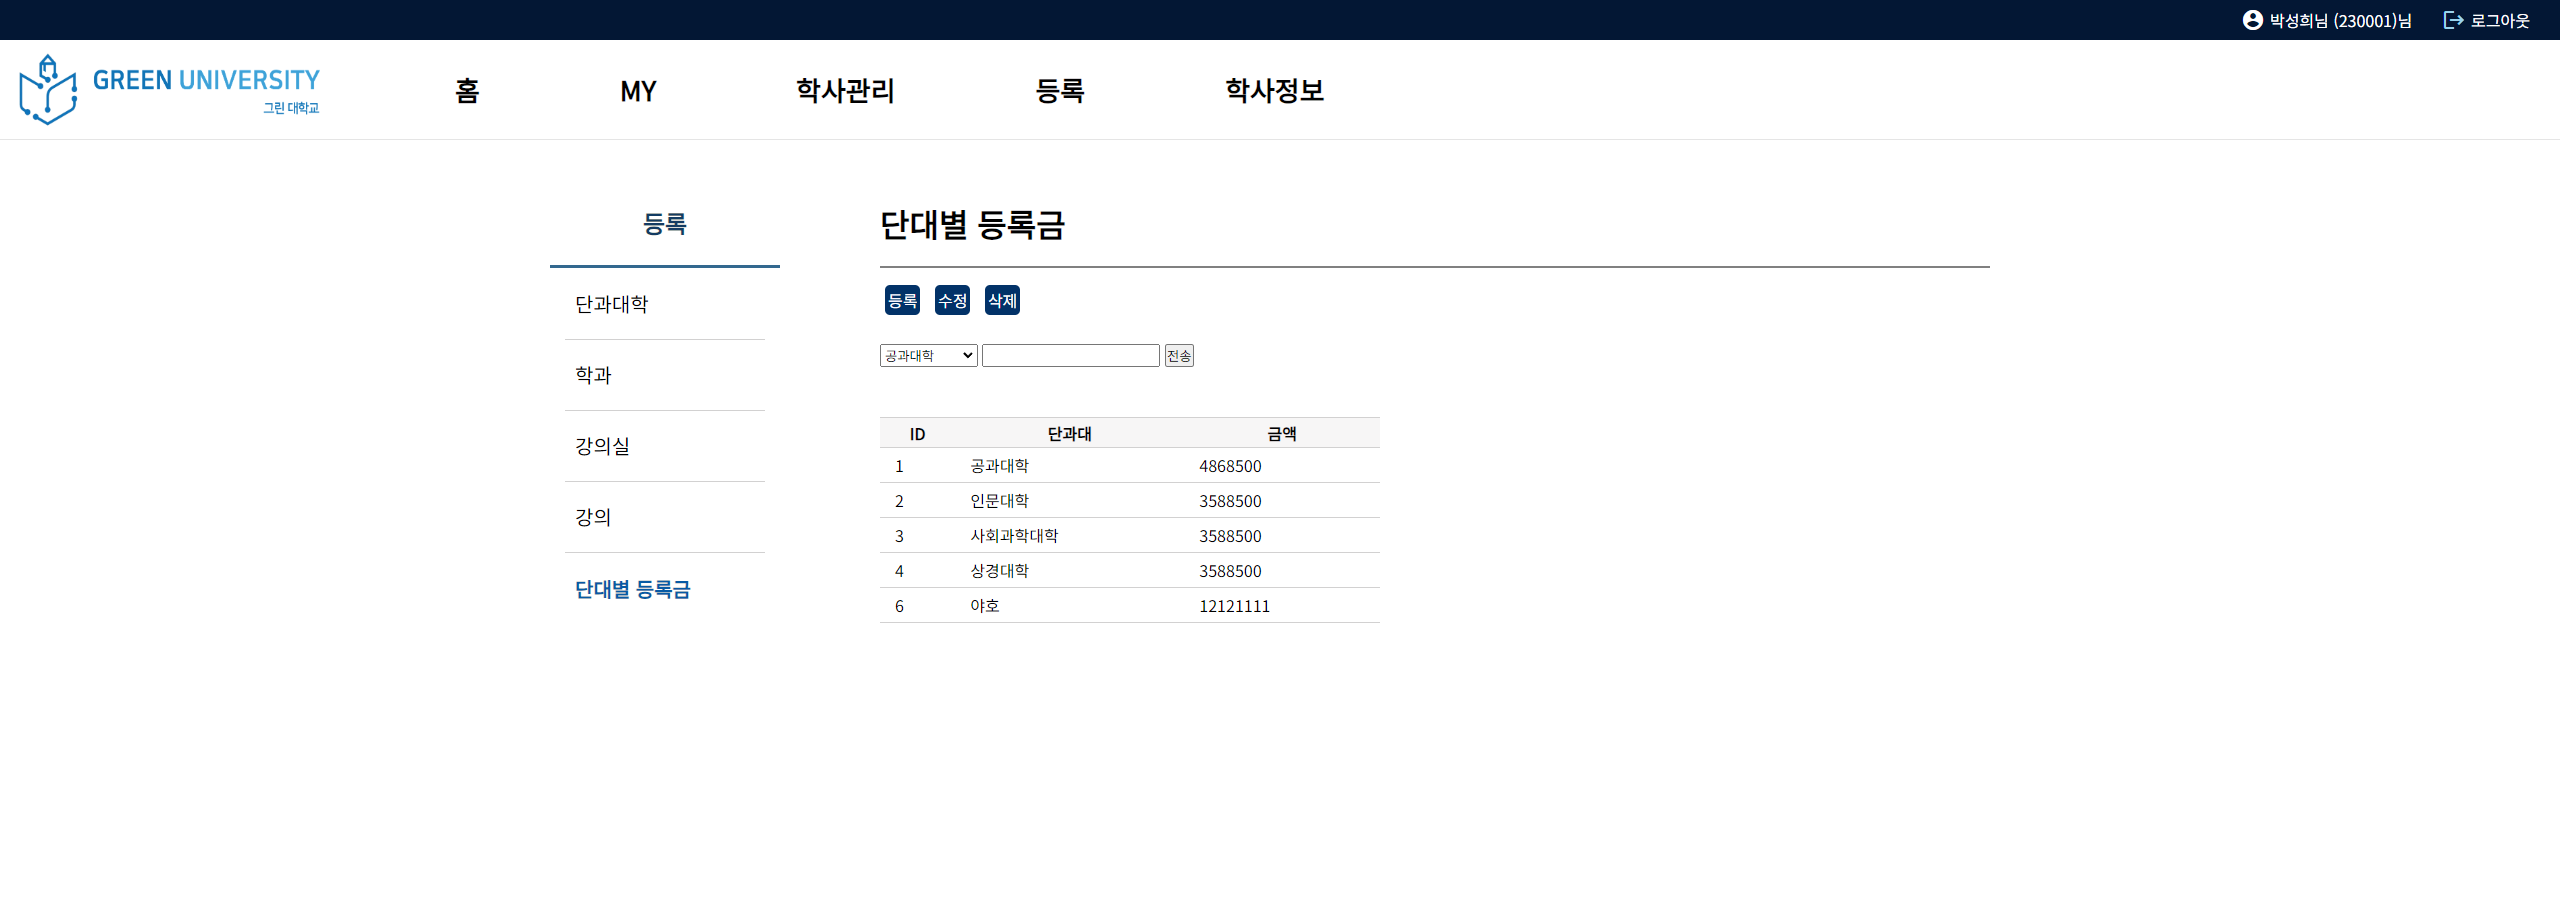 박성희님 (230001)님 로그아웃
GREEN UNIVERSITY
그린 대학교
홈 MY 학사관리 등록 학사정보
등록
단과대학
학과
강의실
강의
단대별 등록금
단대별 등록금
등록 수정 삭제
공과대학 전송
ID 단과대 금액
1 공과대학 4868500
2 인문대학 3588500
3 사회과학대학 3588500
4 상경대학 3588500
6 야호 12121111